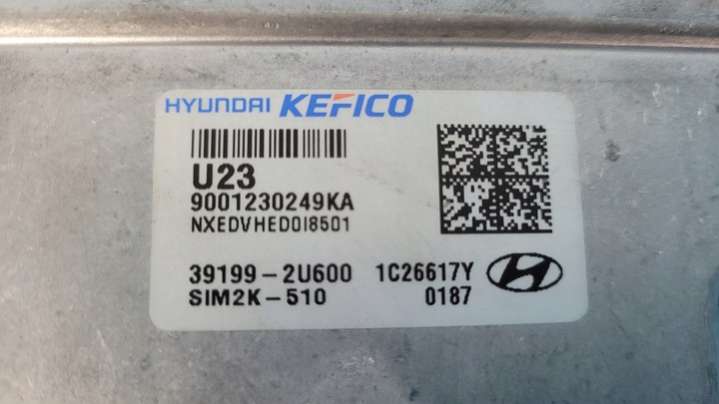 HYUNDAI KEFICO
U23
9001230249KA
NXEDVHED0I8501
39199-2U600 1C26617Y
SIM2K-510 0187